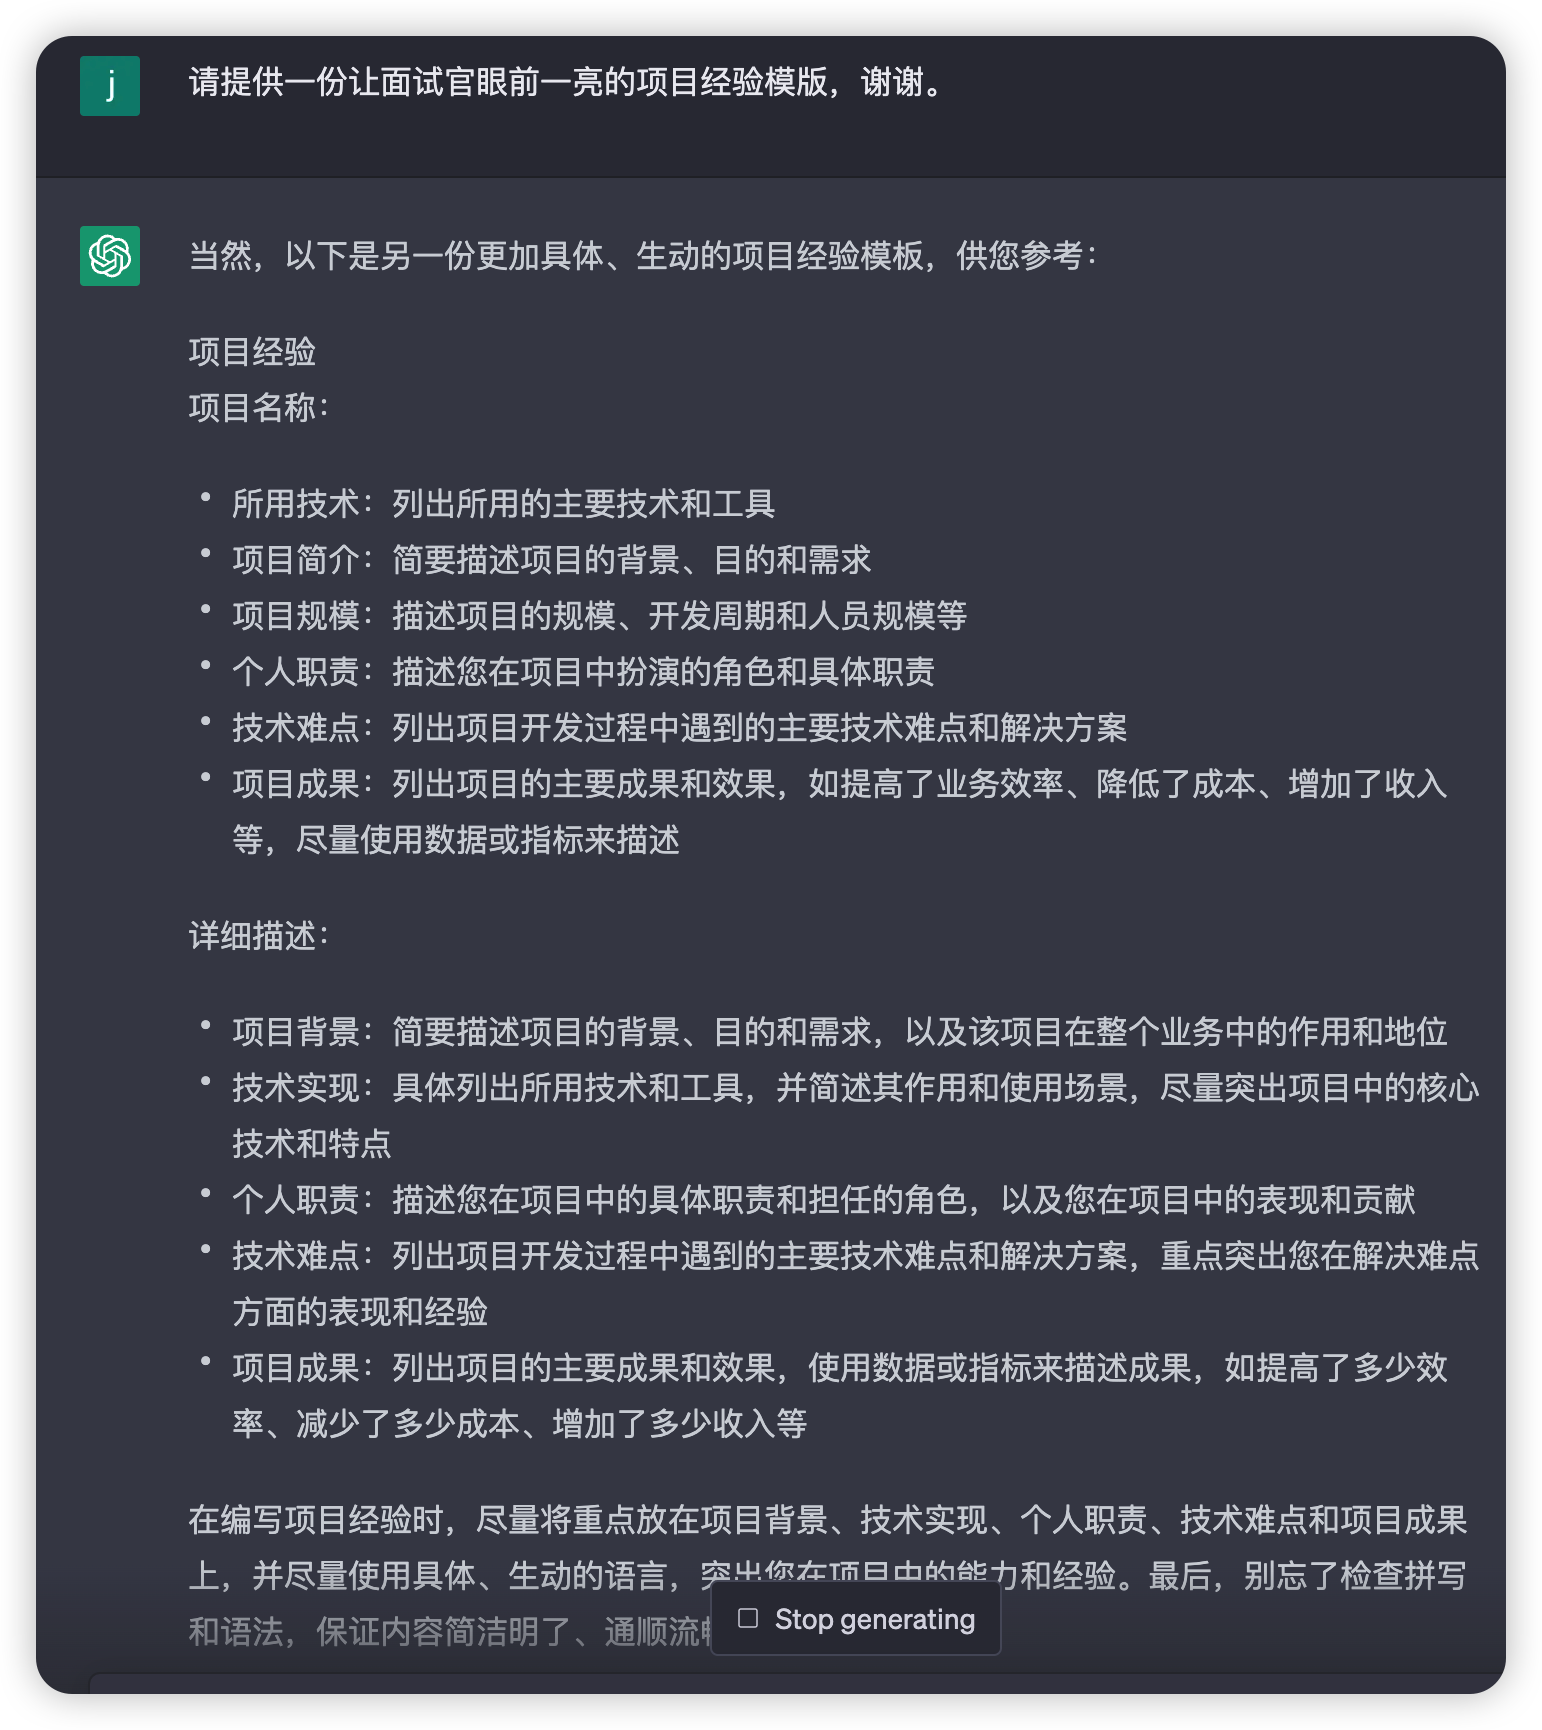 j
请提供一份让面试官眼前一亮的项目经验模版，谢谢。
当然，以下是另一份更加具体、生动的项目经验模板，供您参考：
项目经验
项目名称：
• 所用技术：列出所用的主要技术和工具
• 项目简介：简要描述项目的背景、目的和需求
• 项目规模：描述项目的规模、开发周期和人员规模等
• 个人职责：描述您在项目中扮演的角色和具体职责
• 技术难点：列出项目开发过程中遇到的主要技术难点和解决方案
• 项目成果：列出项目的主要成果和效果，如提高了业务效率、降低了成本、增加了收入
等，尽量使用数据或指标来描述
详细描述：
• 项目背景：简要描述项目的背景、目的和需求，以及该项目在整个业务中的作用和地位
• 技术实现：具体列出所用技术和工具，并简述其作用和使用场景，尽量突出项目中的核心
技术和特点
• 个人职责：描述您在项目中的具体职责和担任的角色，以及您在项目中的表现和贡献
• 技术难点：列出项目开发过程中遇到的主要技术难点和解决方案，重点突出您在解决难点
方面的表现和经验
• 项目成果：列出项目的主要成果和效果，使用数据或指标来描述成果，如提高了多少效
率、减少了多少成本、增加了多少收入等
在编写项目经验时，尽量将重点放在项目背景、技术实现、个人职责、技术难点和项目成果
上，并尽量使用具体、生动的语言，突出您在项目中的能力和经验。最后，别忘了检查拼写
和语法，保证内容简洁明了、通顺流
Stop generating